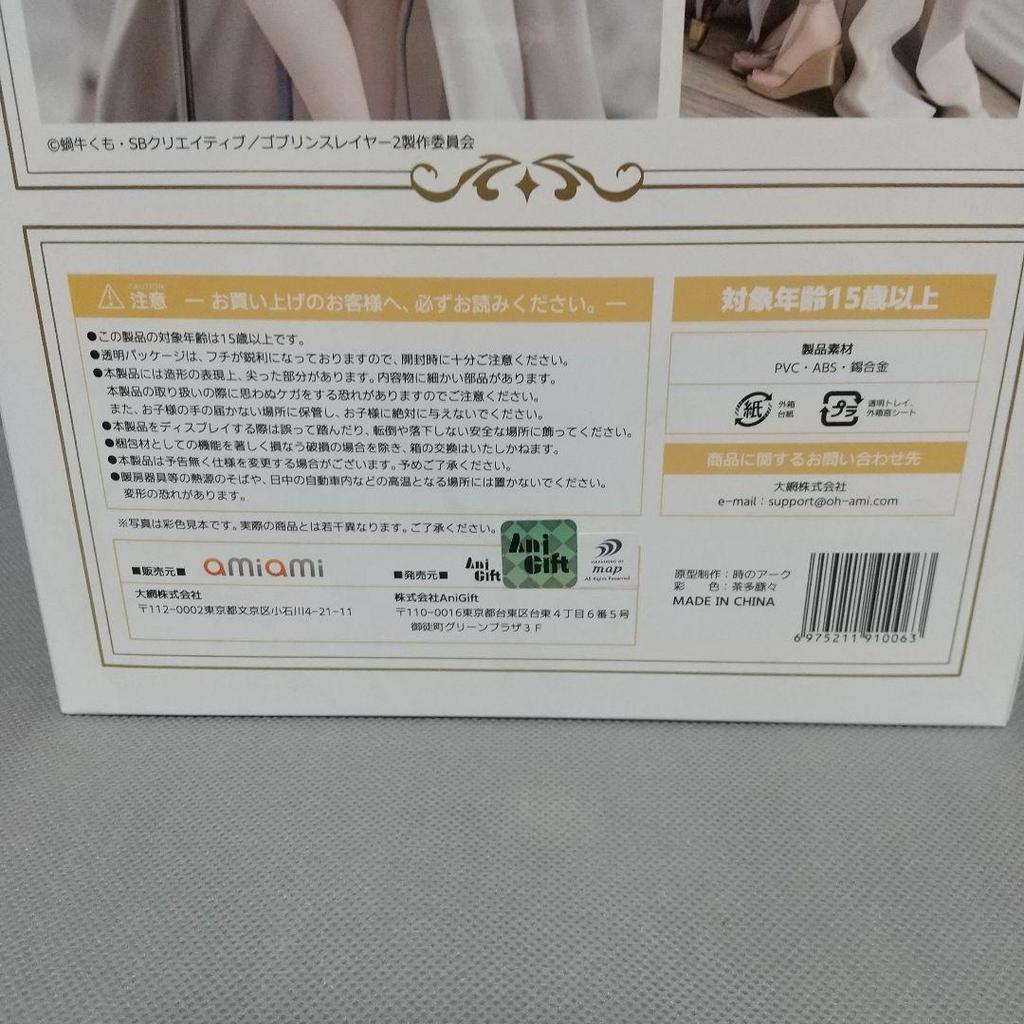 ©蝸牛くも・SBクリエイティブ／ゴブリンスレイヤー2製作委員会
CAUTION
注意 ー お買い上げのお客様へ、必ずお読みください。ー
●この製品の対象年齢は15歳以上です。
●透明パッケージは、フチが鋭利になっておりますので、開封時に十分ご注意ください。
●本製品には造形の表現上、尖った部分があります。内容物に細かい部品があります。
本製品の取り扱いの際に思わぬケガをする恐れがありますのでご注意ください。
また、お子様の手の届かない場所に保管し、お子様に絶対に与えないでください。
●本製品をディスプレイする際は誤って踏んだり、転倒や落下しない安全な場所に飾ってください。
●梱包材としての機能を著しく損なう破損の場合を除き、箱の交換はいたしかねます。
●本製品は予告無く仕様を変更する場合がございます。予めご了承ください。
●暖房器具等の熱源のそばや、日中の自動車内などの高温となる場所には置かないでください。
変形の恐れがあります。
※写真は彩色見本です。実際の商品とは若干異なります。ご了承ください。
■販売元■ amiami
大網株式会社
〒112-0002東京都文京区小石川4-21-11
■発売元■ Ani Gift
株式会社AniGift
〒110-0016東京都台東区台東４丁目６番５号
御徒町グリーンプラザ３Ｆ
Ani Gift
map
All Rights Reserved
対象年齢15歳以上
製品素材
PVC・ABS・錫合金
紙 外箱 台紙
プラ 透明トレイ、外箱窓シート
商品に関するお問い合わせ先
大網株式会社
e-mail：support@oh-ami.com
原型制作：時のアーク
彩　　色：茶多豚々
MADE IN CHINA
6 975211 910063